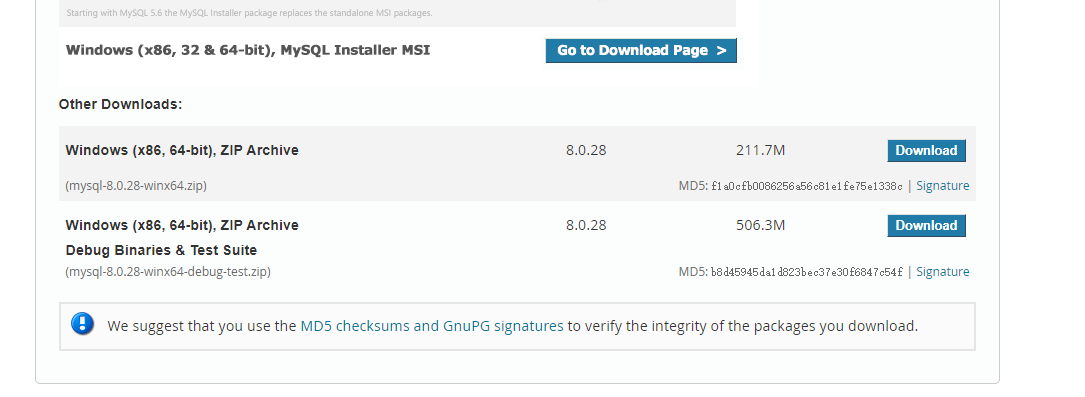 Starting with MySQL 5.6 the MySQL Installer package replaces the standalone MSI packages.
Windows (x86, 32 & 64-bit), MySQL Installer MSI
Go to Download Page >
Other Downloads:
Windows (x86, 64-bit), ZIP Archive 8.0.28 211.7M Download
(mysql-8.0.28-winx64.zip) MD5: f1a0cfb0086256a56c81e1fe75e1338c | Signature
Windows (x86, 64-bit), ZIP Archive 8.0.28 506.3M Download
Debug Binaries & Test Suite
(mysql-8.0.28-winx64-debug-test.zip) MD5: b8d45945da1d823bec37e30f6847c54f | Signature
We suggest that you use the MD5 checksums and GnuPG signatures to verify the integrity of the packages you download.